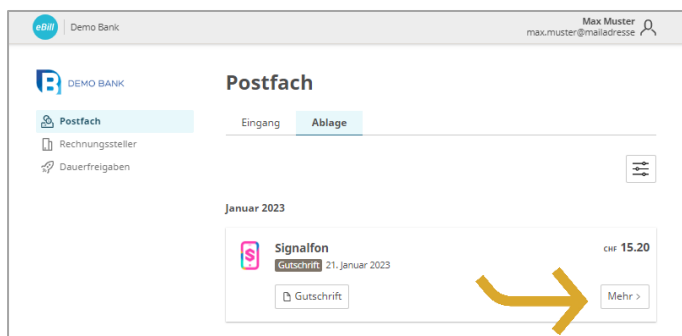 eBill Demo Bank
Max Muster
max.muster@mailadresse
DEMO BANK
Postfach
Rechnungssteller
Dauerfreigaben
Postfach
Eingang Ablage
Januar 2023
Signalfon CHF 15.20
Gutschrift 21. Januar 2023
Gutschrift Mehr >